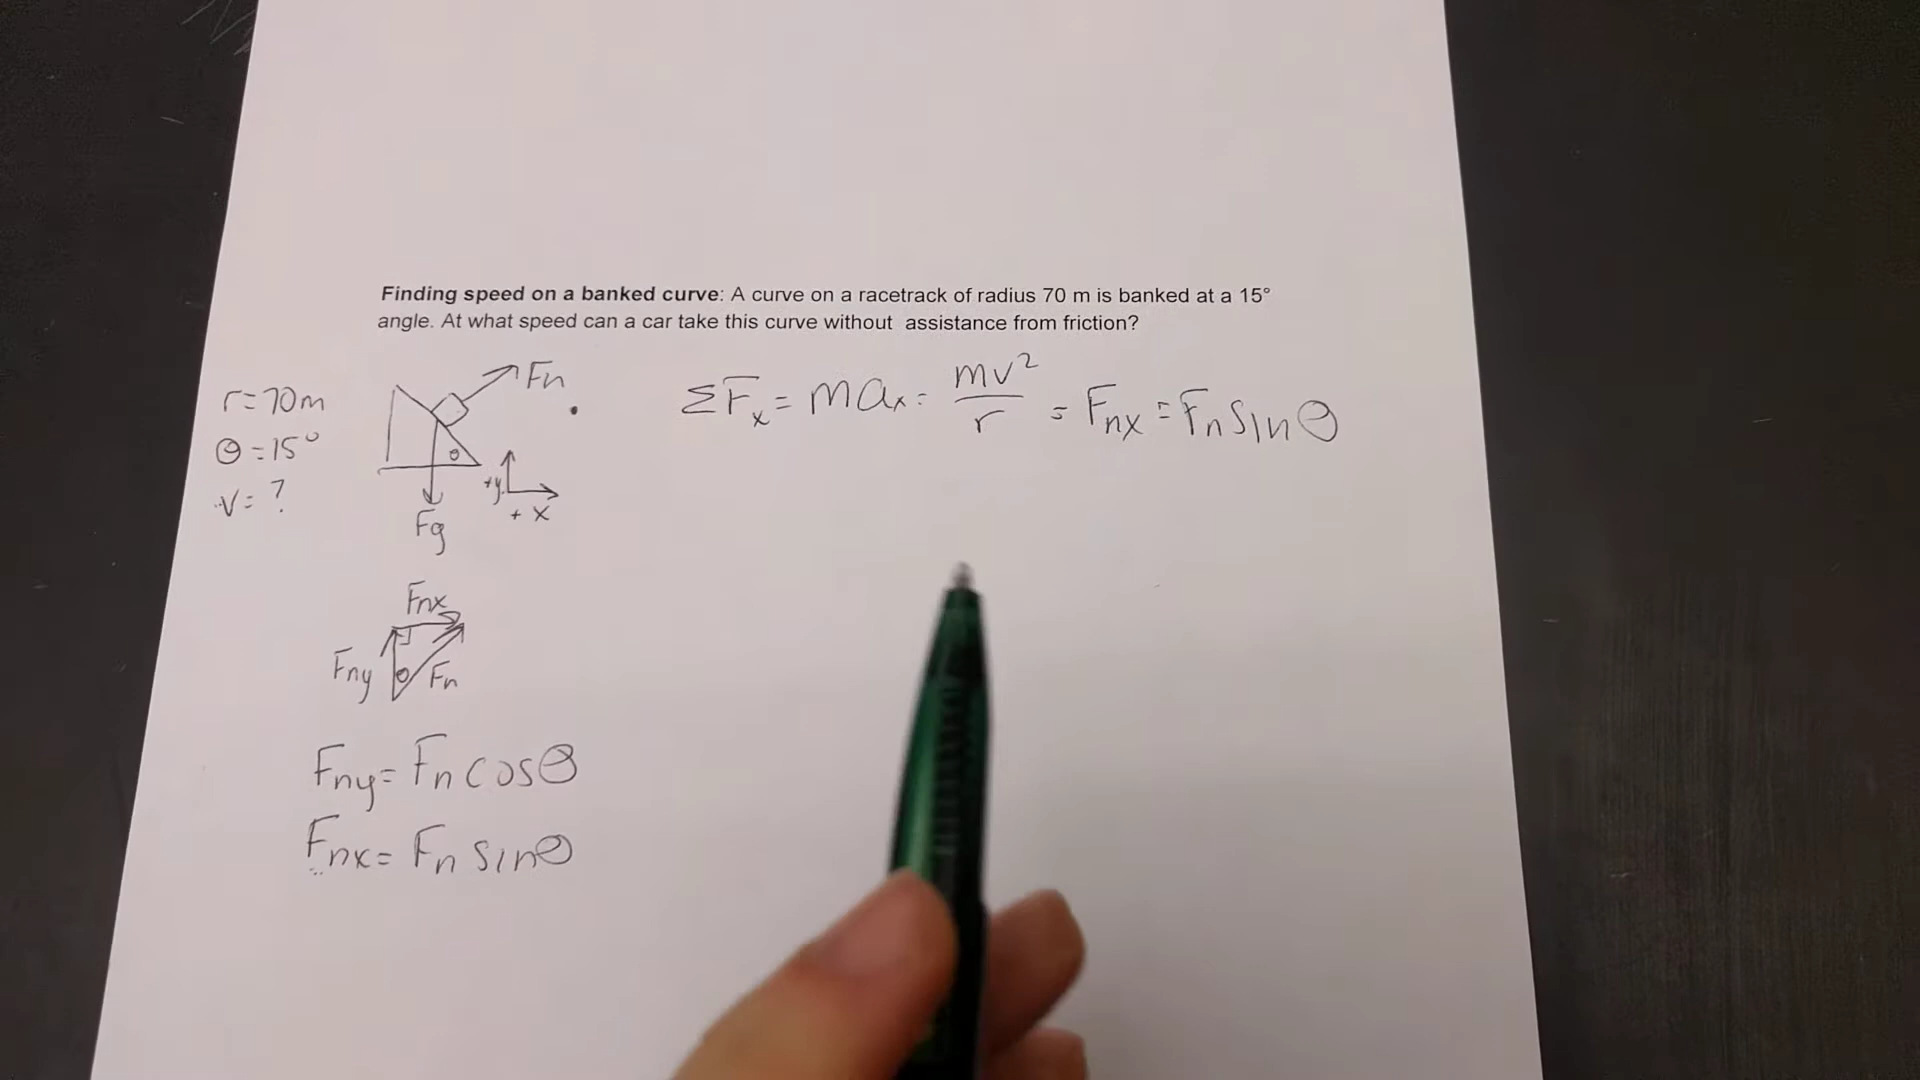 Finding speed on a banked curve: A curve on a racetrack of radius 70 m is banked at a 15°
angle. At what speed can a car take this curve without assistance from friction?
r=70m
θ=15°
v=?
Fn
θ
+y
+x
Fg
ΣFx = max = mv²/r = Fnx = Fn sinθ
Fnx
Fny
θ
Fn
Fny = Fn cosθ
Fnx = Fn sinθ